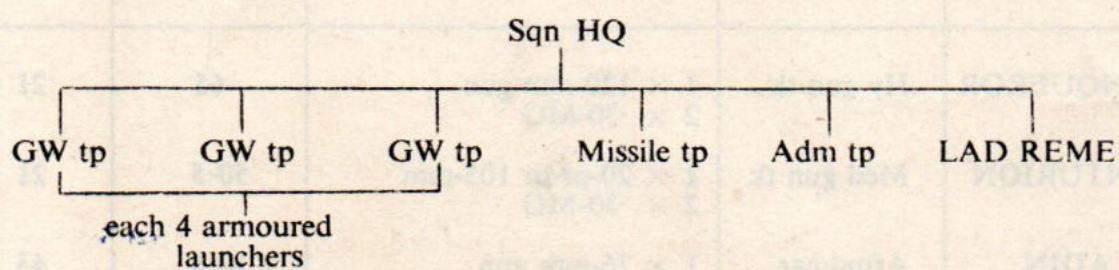 Sqn HQ
GW tp GW tp GW tp Missile tp Adm tp LAD REME
each 4 armoured
launchers